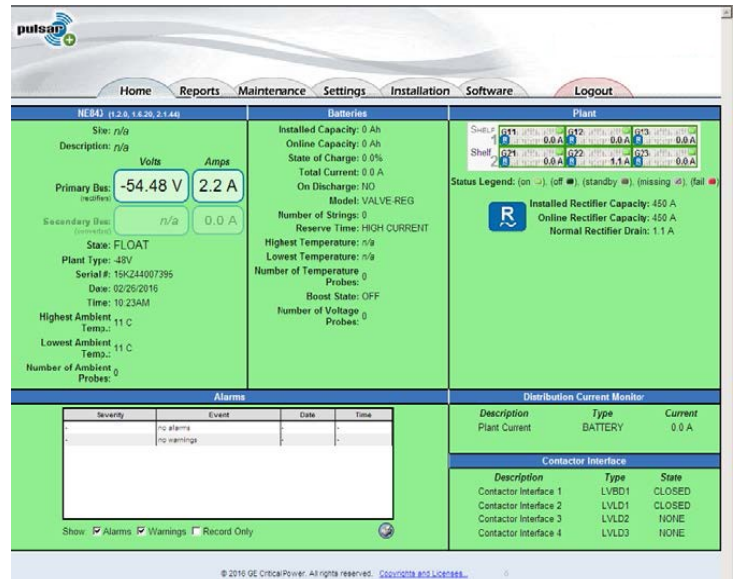 pulsar
Home Reports Maintenance Settings Installation Software Logout
NE843 (1.2.0, 1.6.20, 2.1.44)
Site: n/a
Description: n/a
Volts Amps
Primary Bus: -54.48 V 2.2 A
(rectifiers)
Secondary Bus: n/a 0.0 A
(converters)
State: FLOAT
Plant Type: -48V
Serial #: 15KZ44007395
Date: 02/26/2016
Time: 10:23AM
Highest Ambient Temp.: 11 C
Lowest Ambient Temp.: 11 C
Number of Ambient Probes: 0
Batteries
Installed Capacity: 0 Ah
Online Capacity: 0 Ah
State of Charge: 0.0%
Total Current: 0.0 A
On Discharge: NO
Model: VALVE-REG
Number of Strings: 0
Reserve Time: HIGH CURRENT
Highest Temperature: n/a
Lowest Temperature: n/a
Number of Temperature Probes: 0
Boost State: OFF
Number of Voltage Probes: 0
Plant
Shelf 1 G11 R 0.0 A G12 R 0.0 A G13 R 0.0 A
Shelf 2 G21 R 0.0 A G22 R 1.1 A G23 R 0.0 A
Status Legend: (on ), (off ), (standby ), (missing ), (fail )
R
Installed Rectifier Capacity: 450 A
Online Rectifier Capacity: 450 A
Normal Rectifier Drain: 1.1 A
Alarms
Severity Event Date Time
- no alarms - -
- no warnings - -
Show: Alarms Warnings Record Only
Distribution Current Monitor
Description Type Current
Plant Current BATTERY 0.0 A
Contactor Interface
Description Type State
Contactor Interface 1 LVBD1 CLOSED
Contactor Interface 2 LVLD1 CLOSED
Contactor Interface 3 LVLD2 NONE
Contactor Interface 4 LVLD3 NONE
© 2016 GE CriticalPower. All rights reserved. Copyrights and Licenses...